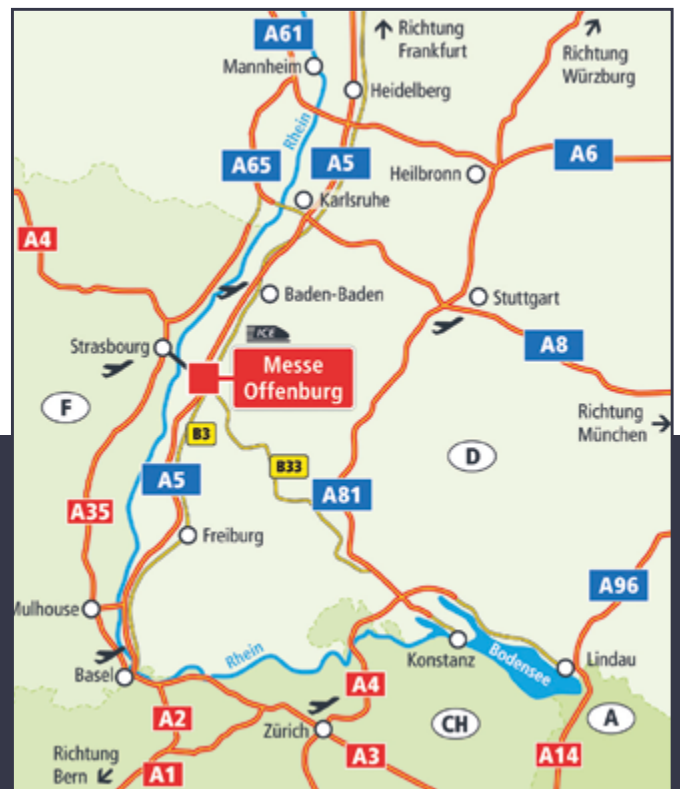 A61
Richtung
Frankfurt
Richtung
Würzburg
Mannheim
Heidelberg
Rhein
A65
A5
A6
Heilbronn
Karlsruhe
A4
Baden-Baden
Stuttgart
ICE
Strasbourg
A8
Messe
Offenburg
F
Richtung
München
B3
B33
D
A5
A81
A35
Freiburg
A96
Mulhouse
Rhein
Konstanz
Bodensee
Lindau
Basel
A4
A2
Zürich
CH
A
Richtung
Bern
A1
A3
A14